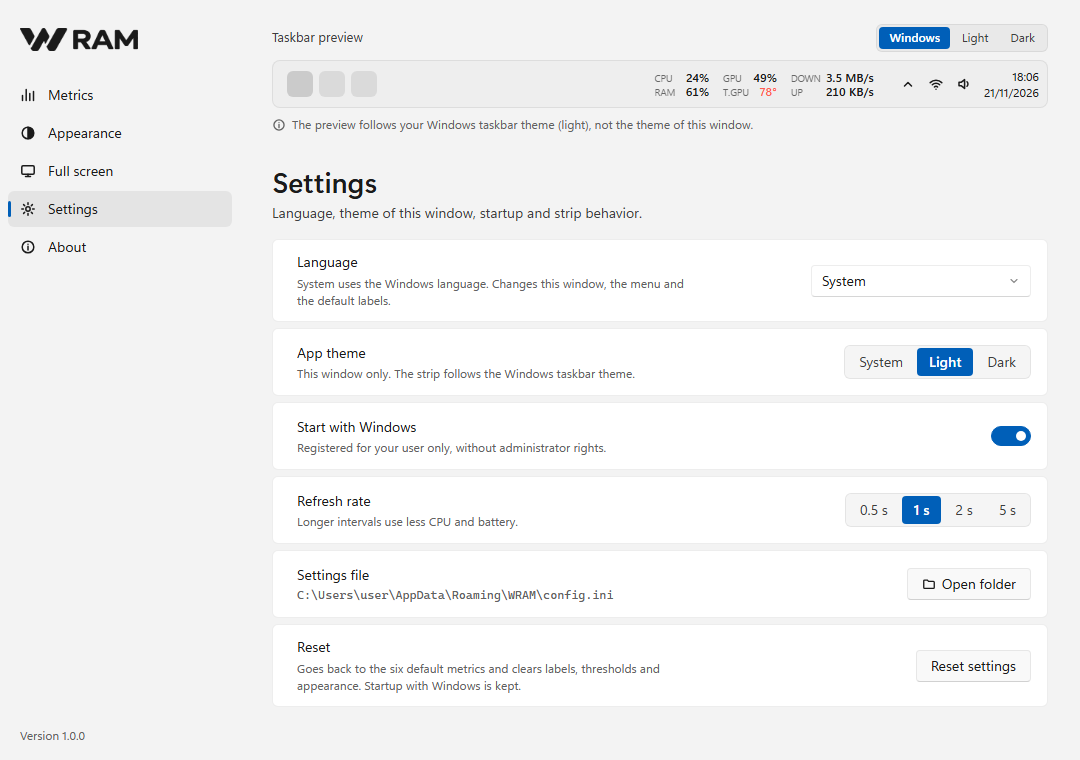 W RAM
Metrics
Appearance
Full screen
Settings
About
Version 1.0.0
Taskbar preview
Windows Light Dark
CPU 24% GPU 49% DOWN 3.5 MB/s
RAM 61% T.GPU 78° UP 210 KB/s
18:06
21/11/2026
The preview follows your Windows taskbar theme (light), not the theme of this window.
Settings
Language, theme of this window, startup and strip behavior.
Language
System uses the Windows language. Changes this window, the menu and
the default labels.
System
App theme
This window only. The strip follows the Windows taskbar theme.
System Light Dark
Start with Windows
Registered for your user only, without administrator rights.
Refresh rate
Longer intervals use less CPU and battery.
0.5 s 1 s 2 s 5 s
Settings file
C:\Users\user\AppData\Roaming\WRAM\config.ini
Open folder
Reset
Goes back to the six default metrics and clears labels, thresholds and
appearance. Startup with Windows is kept.
Reset settings